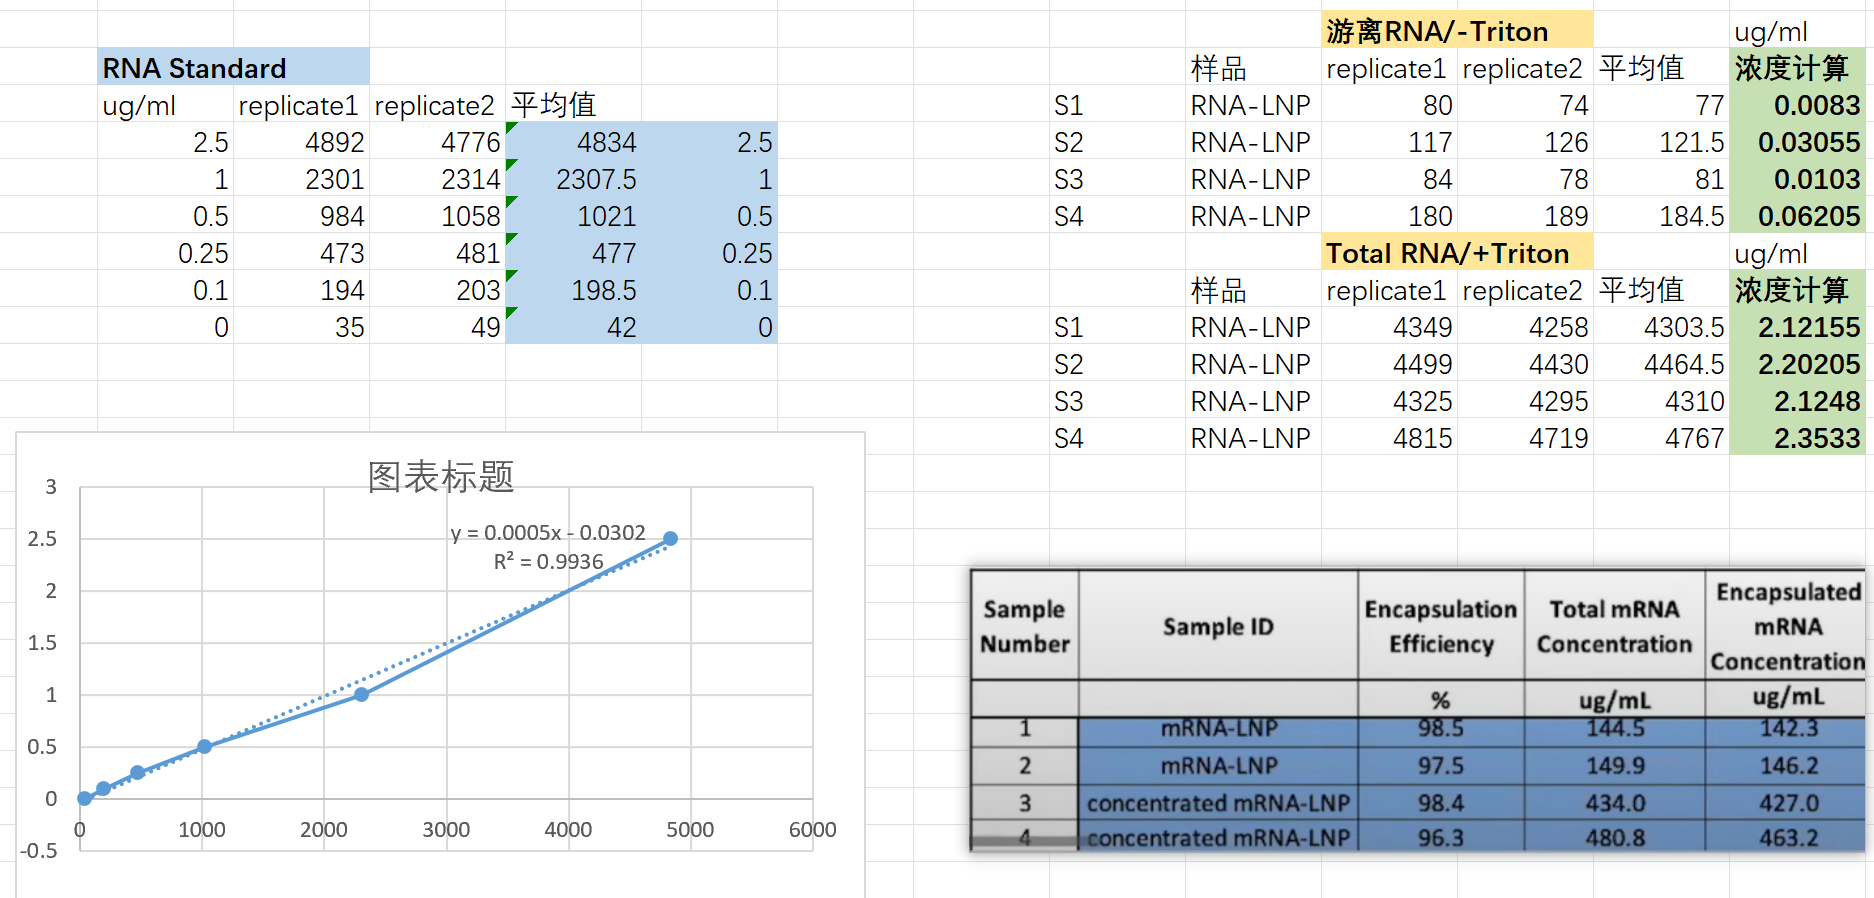 RNA Standard
ug/ml replicate1 replicate2 平均值
2.5 4892 4776 4834 2.5
1 2301 2314 2307.5 1
0.5 984 1058 1021 0.5
0.25 473 481 477 0.25
0.1 194 203 198.5 0.1
0 35 49 42 0
游离RNA/-Triton ug/ml
样品 replicate1 replicate2 平均值 浓度计算
S1 RNA-LNP 80 74 77 0.0083
S2 RNA-LNP 117 126 121.5 0.03055
S3 RNA-LNP 84 78 81 0.0103
S4 RNA-LNP 180 189 184.5 0.06205
Total RNA/+Triton ug/ml
样品 replicate1 replicate2 平均值 浓度计算
S1 RNA-LNP 4349 4258 4303.5 2.12155
S2 RNA-LNP 4499 4430 4464.5 2.20205
S3 RNA-LNP 4325 4295 4310 2.1248
S4 RNA-LNP 4815 4719 4767 2.3533
图表标题
y = 0.0005x - 0.0302
R² = 0.9936
3
2.5
2
1.5
1
0.5
0
-0.5
0 1000 2000 3000 4000 5000 6000
Sample Number Sample ID Encapsulation Efficiency Total mRNA Concentration Encapsulated mRNA Concentration
% ug/mL ug/mL
1 mRNA-LNP 98.5 144.5 142.3
2 mRNA-LNP 97.5 149.9 146.2
3 concentrated mRNA-LNP 98.4 434.0 427.0
4 concentrated mRNA-LNP 96.3 480.8 463.2